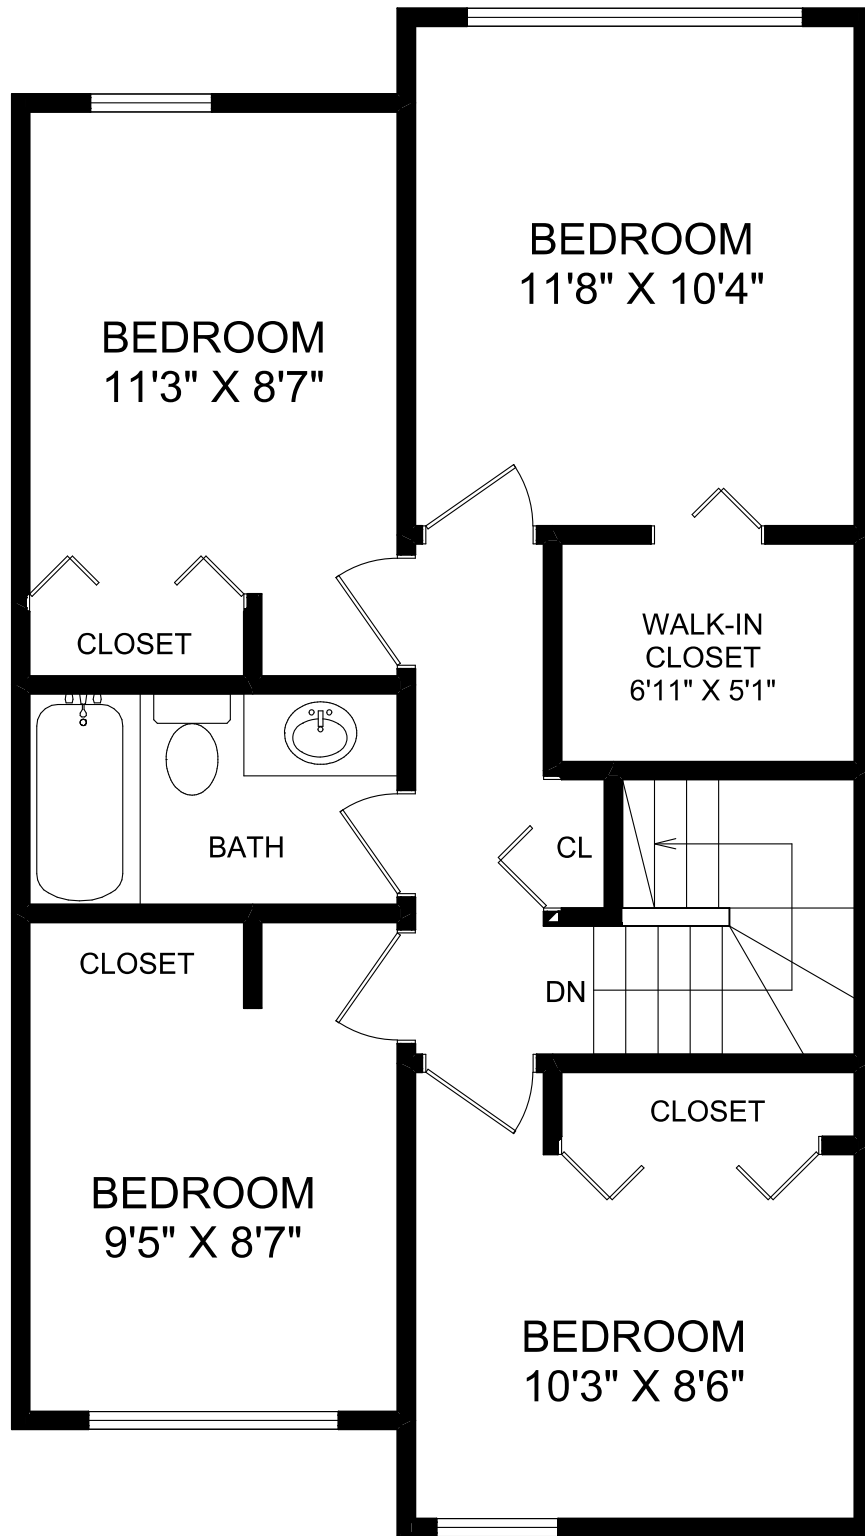 BEDROOM
11'8" X 10'4"
BEDROOM
11'3" X 8'7"
CLOSET
WALK-IN
CLOSET
6'11" X 5'1"
BATH
CL
CLOSET
DN
CLOSET
BEDROOM
9'5" X 8'7"
BEDROOM
10'3" X 8'6"